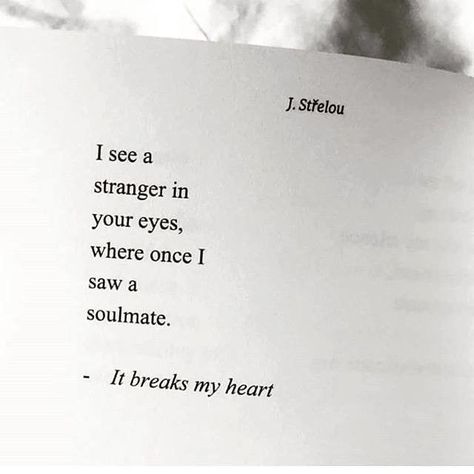 J. Střelou
I see a
stranger in
your eyes,
where once I
saw a
soulmate.
- It breaks my heart